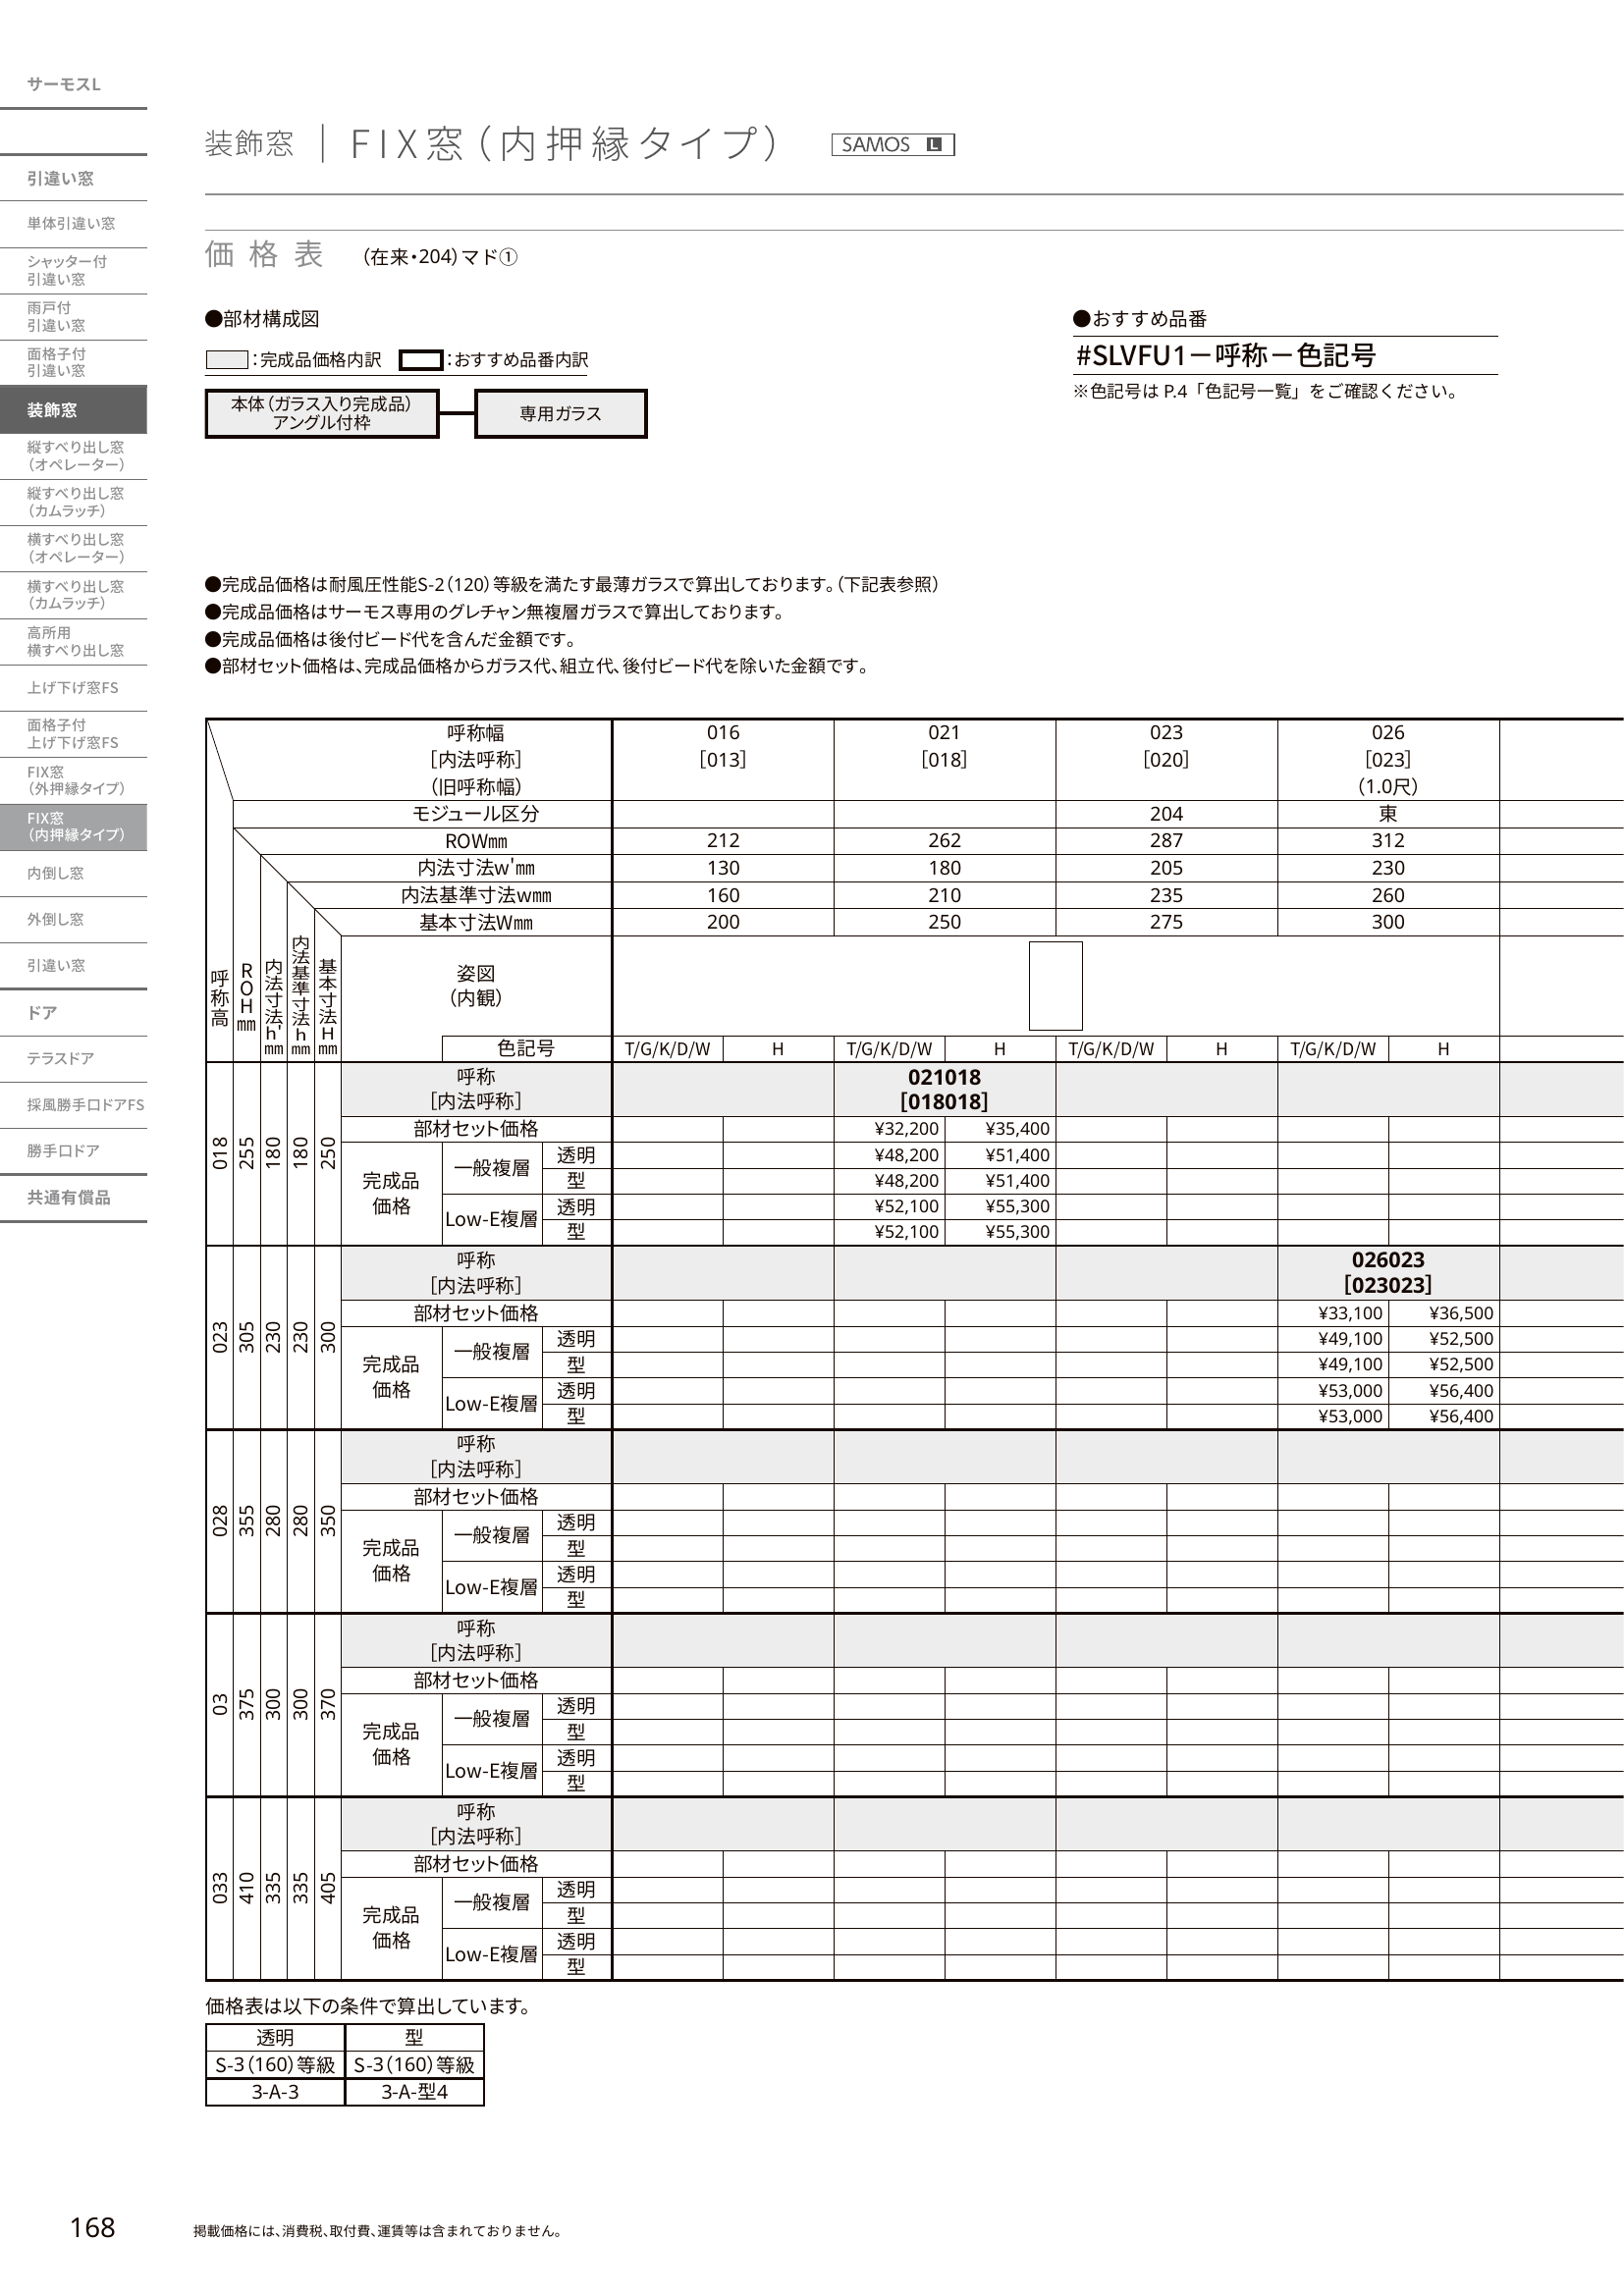 サーモスL
引違い窓
単体引違い窓
シャッター付
引違い窓
雨戸付
引違い窓
面格子付
引違い窓
装飾窓
縦すべり出し窓
（オペレーター）
縦すべり出し窓
（カムラッチ）
横すべり出し窓
（オペレーター）
横すべり出し窓
（カムラッチ）
高所用
横すべり出し窓
上げ下げ窓FS
面格子付
上げ下げ窓FS
FIX窓
（外押縁タイプ）
FIX窓
（内押縁タイプ）
内倒し窓
外倒し窓
引違い窓
ドア
テラスドア
採風勝手口ドアFS
勝手口ドア
共通有償品
装飾窓 | FIX窓（内押縁タイプ） SAMOS L
価格表 （在来・204）マド①
●部材構成図
：完成品価格内訳 ：おすすめ品番内訳
本体（ガラス入り完成品）
アングル付枠
専用ガラス
●おすすめ品番
#SLVFU1－呼称－色記号
※色記号は P.4「色記号一覧」をご確認ください。
●完成品価格は耐風圧性能S-2（120）等級を満たす最薄ガラスで算出しております。（下記表参照）
●完成品価格はサーモス専用のグレチャン無複層ガラスで算出しております。
●完成品価格は後付ビード代を含んだ金額です。
●部材セット価格は、完成品価格からガラス代、組立代、後付ビード代を除いた金額です。
呼称幅 016 021 023 026
［内法呼称］ ［013］ ［018］ ［020］ ［023］
（旧呼称幅） （1.0尺）
モジュール区分 204 東
ROW㎜ 212 262 287 312
内法寸法w'㎜ 130 180 205 230
内法基準寸法w㎜ 160 210 235 260
基本寸法W㎜ 200 250 275 300
呼称高 ROH㎜ 内法寸法h'㎜ 内法基準寸法h㎜ 基本寸法H㎜
姿図
（内観）
色記号 T/G/K/D/W H T/G/K/D/W H T/G/K/D/W H T/G/K/D/W H
018 255 180 180 250
呼称 021018
［内法呼称］ ［018018］
部材セット価格 ¥32,200 ¥35,400
完成品価格 一般複層 透明 ¥48,200 ¥51,400
型 ¥48,200 ¥51,400
Low-E複層 透明 ¥52,100 ¥55,300
型 ¥52,100 ¥55,300
023 305 230 230 300
呼称 026023
［内法呼称］ ［023023］
部材セット価格 ¥33,100 ¥36,500
完成品価格 一般複層 透明 ¥49,100 ¥52,500
型 ¥49,100 ¥52,500
Low-E複層 透明 ¥53,000 ¥56,400
型 ¥53,000 ¥56,400
028 355 280 280 350
呼称
［内法呼称］
部材セット価格
完成品価格 一般複層 透明
型
Low-E複層 透明
型
03 375 300 300 370
呼称
［内法呼称］
部材セット価格
完成品価格 一般複層 透明
型
Low-E複層 透明
型
033 410 335 335 405
呼称
［内法呼称］
部材セット価格
完成品価格 一般複層 透明
型
Low-E複層 透明
型
価格表は以下の条件で算出しています。
透明 型
S-3（160）等級 S-3（160）等級
3-A-3 3-A-型4
168
掲載価格には、消費税、取付費、運賃等は含まれておりません。